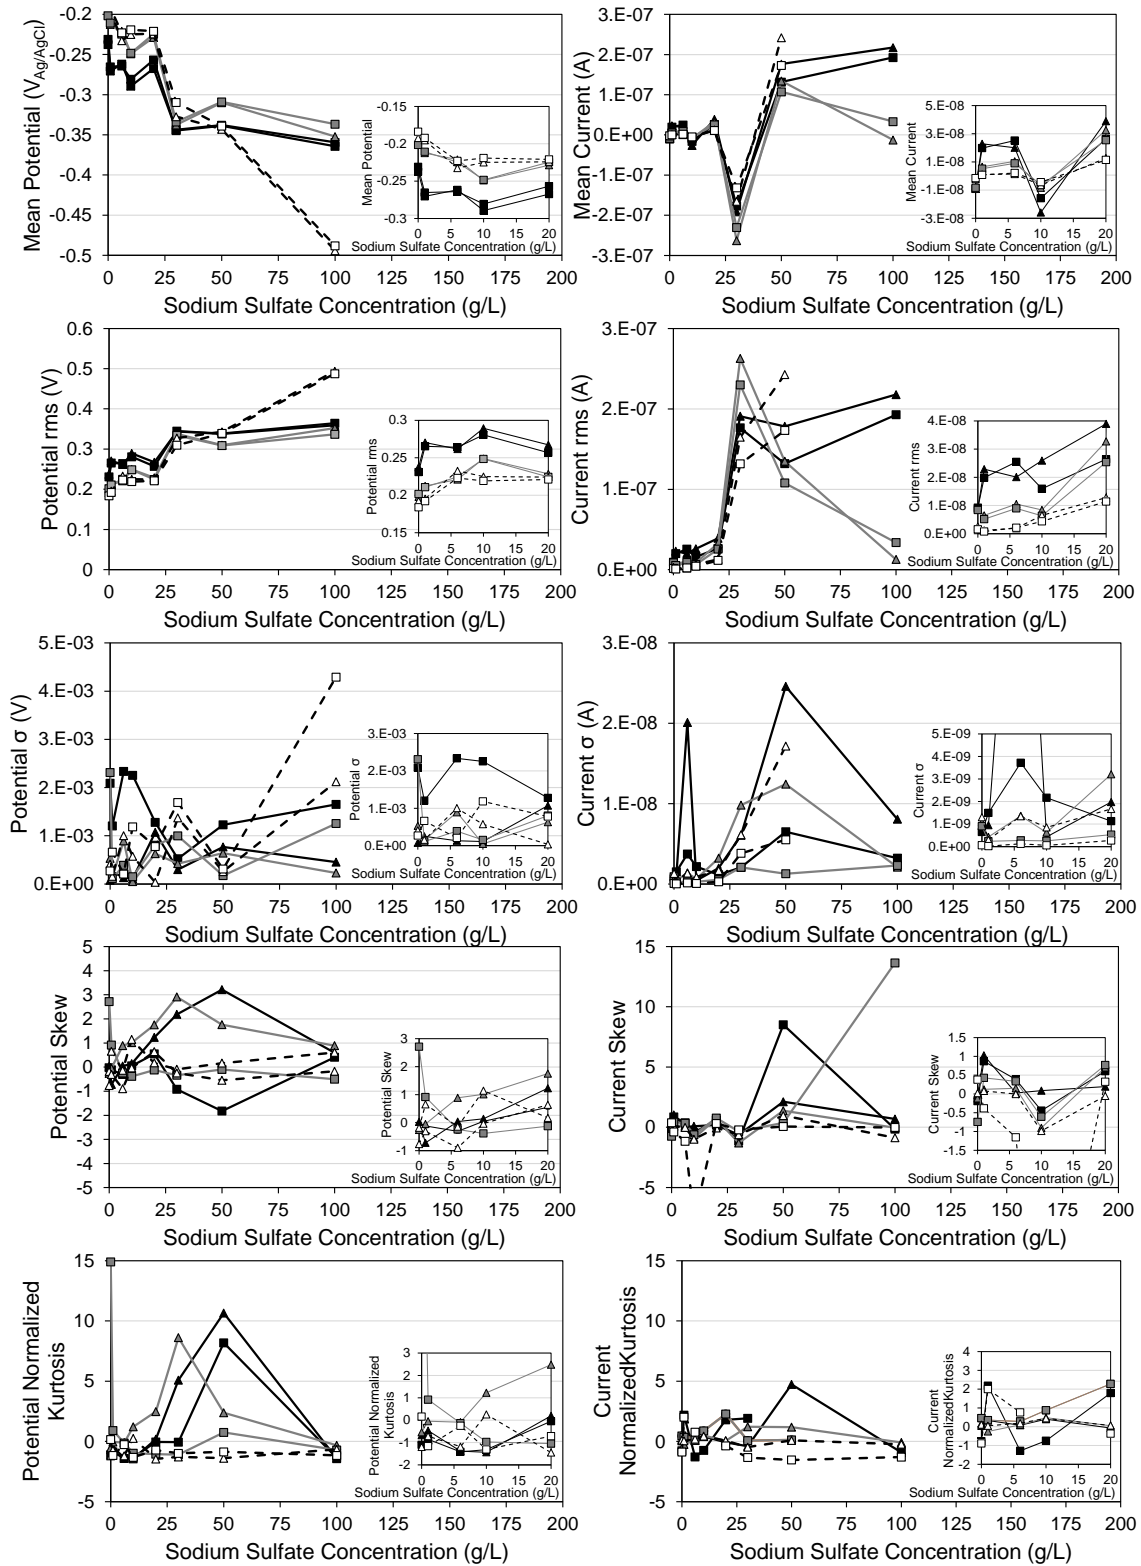 Mean Potential (VAg/AgCl)
-0.2
-0.25
-0.3
-0.35
-0.4
-0.45
-0.5
0 25 50 75 100 125 150 175 200
Sodium Sulfate Concentration (g/L)
Mean Potential
-0.15
-0.2
-0.25
-0.3
0 5 10 15 20
Sodium Sulfate Concentration (g/L)
Mean Current (A)
3.E-07
2.E-07
1.E-07
0.E+00
-1.E-07
-2.E-07
-3.E-07
0 25 50 75 100 125 150 175 200
Sodium Sulfate Concentration (g/L)
Mean Current
5.E-08
3.E-08
1.E-08
-1.E-08
-3.E-08
0 5 10 15 20
Sodium Sulfate Concentration (g/L)
Potential rms (V)
0.6
0.5
0.4
0.3
0.2
0.1
0
0 25 50 75 100 125 150 175 200
Sodium Sulfate Concentration (g/L)
Potential rms
0.3
0.25
0.2
0.15
0 5 10 15 20
Sodium Sulfate Concentration (g/L)
Current rms (A)
3.E-07
2.E-07
1.E-07
0.E+00
0 25 50 75 100 125 150 175 200
Sodium Sulfate Concentration (g/L)
Current rms
4.E-08
3.E-08
2.E-08
1.E-08
0.E+00
0 5 10 15 20
Sodium Sulfate Concentration (g/L)
Potential σ (V)
5.E-03
4.E-03
3.E-03
2.E-03
1.E-03
0.E+00
0 25 50 75 100 125 150 175 200
Sodium Sulfate Concentration (g/L)
Potential σ
3.E-03
2.E-03
1.E-03
0.E+00
0 5 10 15 20
Sodium Sulfate Concentration (g/L)
Current σ (A)
3.E-08
2.E-08
1.E-08
0.E+00
0 25 50 75 100 125 150 175 200
Sodium Sulfate Concentration (g/L)
Current σ
5.E-09
4.E-09
3.E-09
2.E-09
1.E-09
0.E+00
0 5 10 15 20
Sodium Sulfate Concentration (g/L)
Potential Skew
5
4
3
2
1
0
-1
-2
-3
-4
-5
0 25 50 75 100 125 150 175 200
Sodium Sulfate Concentration (g/L)
Potential Skew
3
2
1
0
-1
0 5 10 15 20
Sodium Sulfate Concentration (g/L)
Current Skew
15
10
5
0
-5
0 25 50 75 100 125 150 175 200
Sodium Sulfate Concentration (g/L)
Current Skew
1.5
1
0.5
0
-0.5
-1
-1.5
0 5 10 15 20
Sodium Sulfate Concentration (g/L)
Potential Normalized
Kurtosis
15
10
5
0
-5
0 25 50 75 100 125 150 175 200
Sodium Sulfate Concentration (g/L)
Potential Normalized
Kurtosis
3
2
1
0
-1
-2
0 5 10 15 20
Sodium Sulfate Concentration (g/L)
Current
NormalizedKurtosis
15
10
5
0
-5
0 25 50 75 100 125 150 175 200
Sodium Sulfate Concentration (g/L)
Current
NormalizedKurtosis
4
3
2
1
0
-1
-2
0 5 10 15 20
Sodium Sulfate Concentration (g/L)